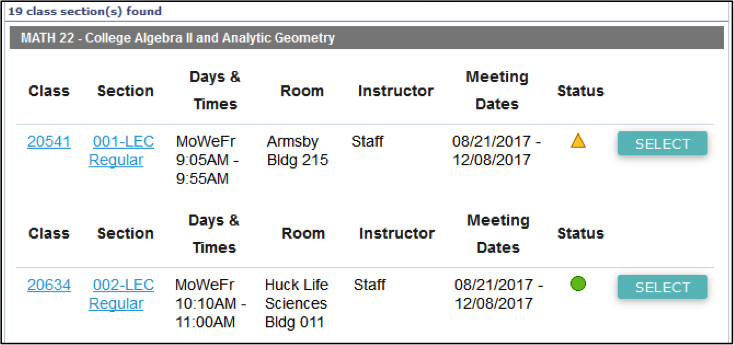 19 class section(s) found
MATH 22 - College Algebra II and Analytic Geometry
Class Section Days & Times Room Instructor Meeting Dates Status
20541 001-LEC MoWeFr Armsby Staff 08/21/2017 - SELECT
Regular 9:05AM - Bldg 215 12/08/2017
9:55AM
Class Section Days & Times Room Instructor Meeting Dates Status
20634 002-LEC MoWeFr Huck Life Staff 08/21/2017 - SELECT
Regular 10:10AM - Sciences 12/08/2017
11:00AM Bldg 011